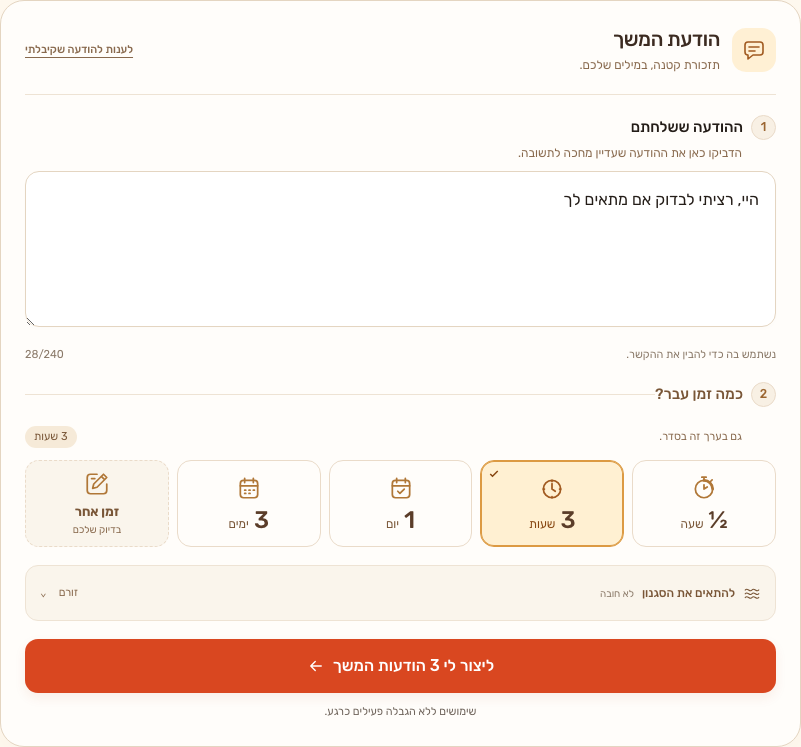 הודעת המשך
תזכורת קטנה, במילים שלכם.
לענות להודעה שקיבלתי
1 ההודעה ששלחתם
הדביקו כאן את ההודעה שעדיין מחכה לתשובה.
היי, רציתי לבדוק אם מתאים לך
נשתמש בה כדי להבין את ההקשר.
28/240
2 כמה זמן עבר?
גם בערך זה בסדר.
3 שעות
½ שעה
3 שעות
1 יום
3 ימים
זמן אחר
בדיוק שלכם
להתאים את הסגנון לא חובה
זורם
ליצור לי 3 הודעות המשך ←
שימושים ללא הגבלה פעילים כרגע.